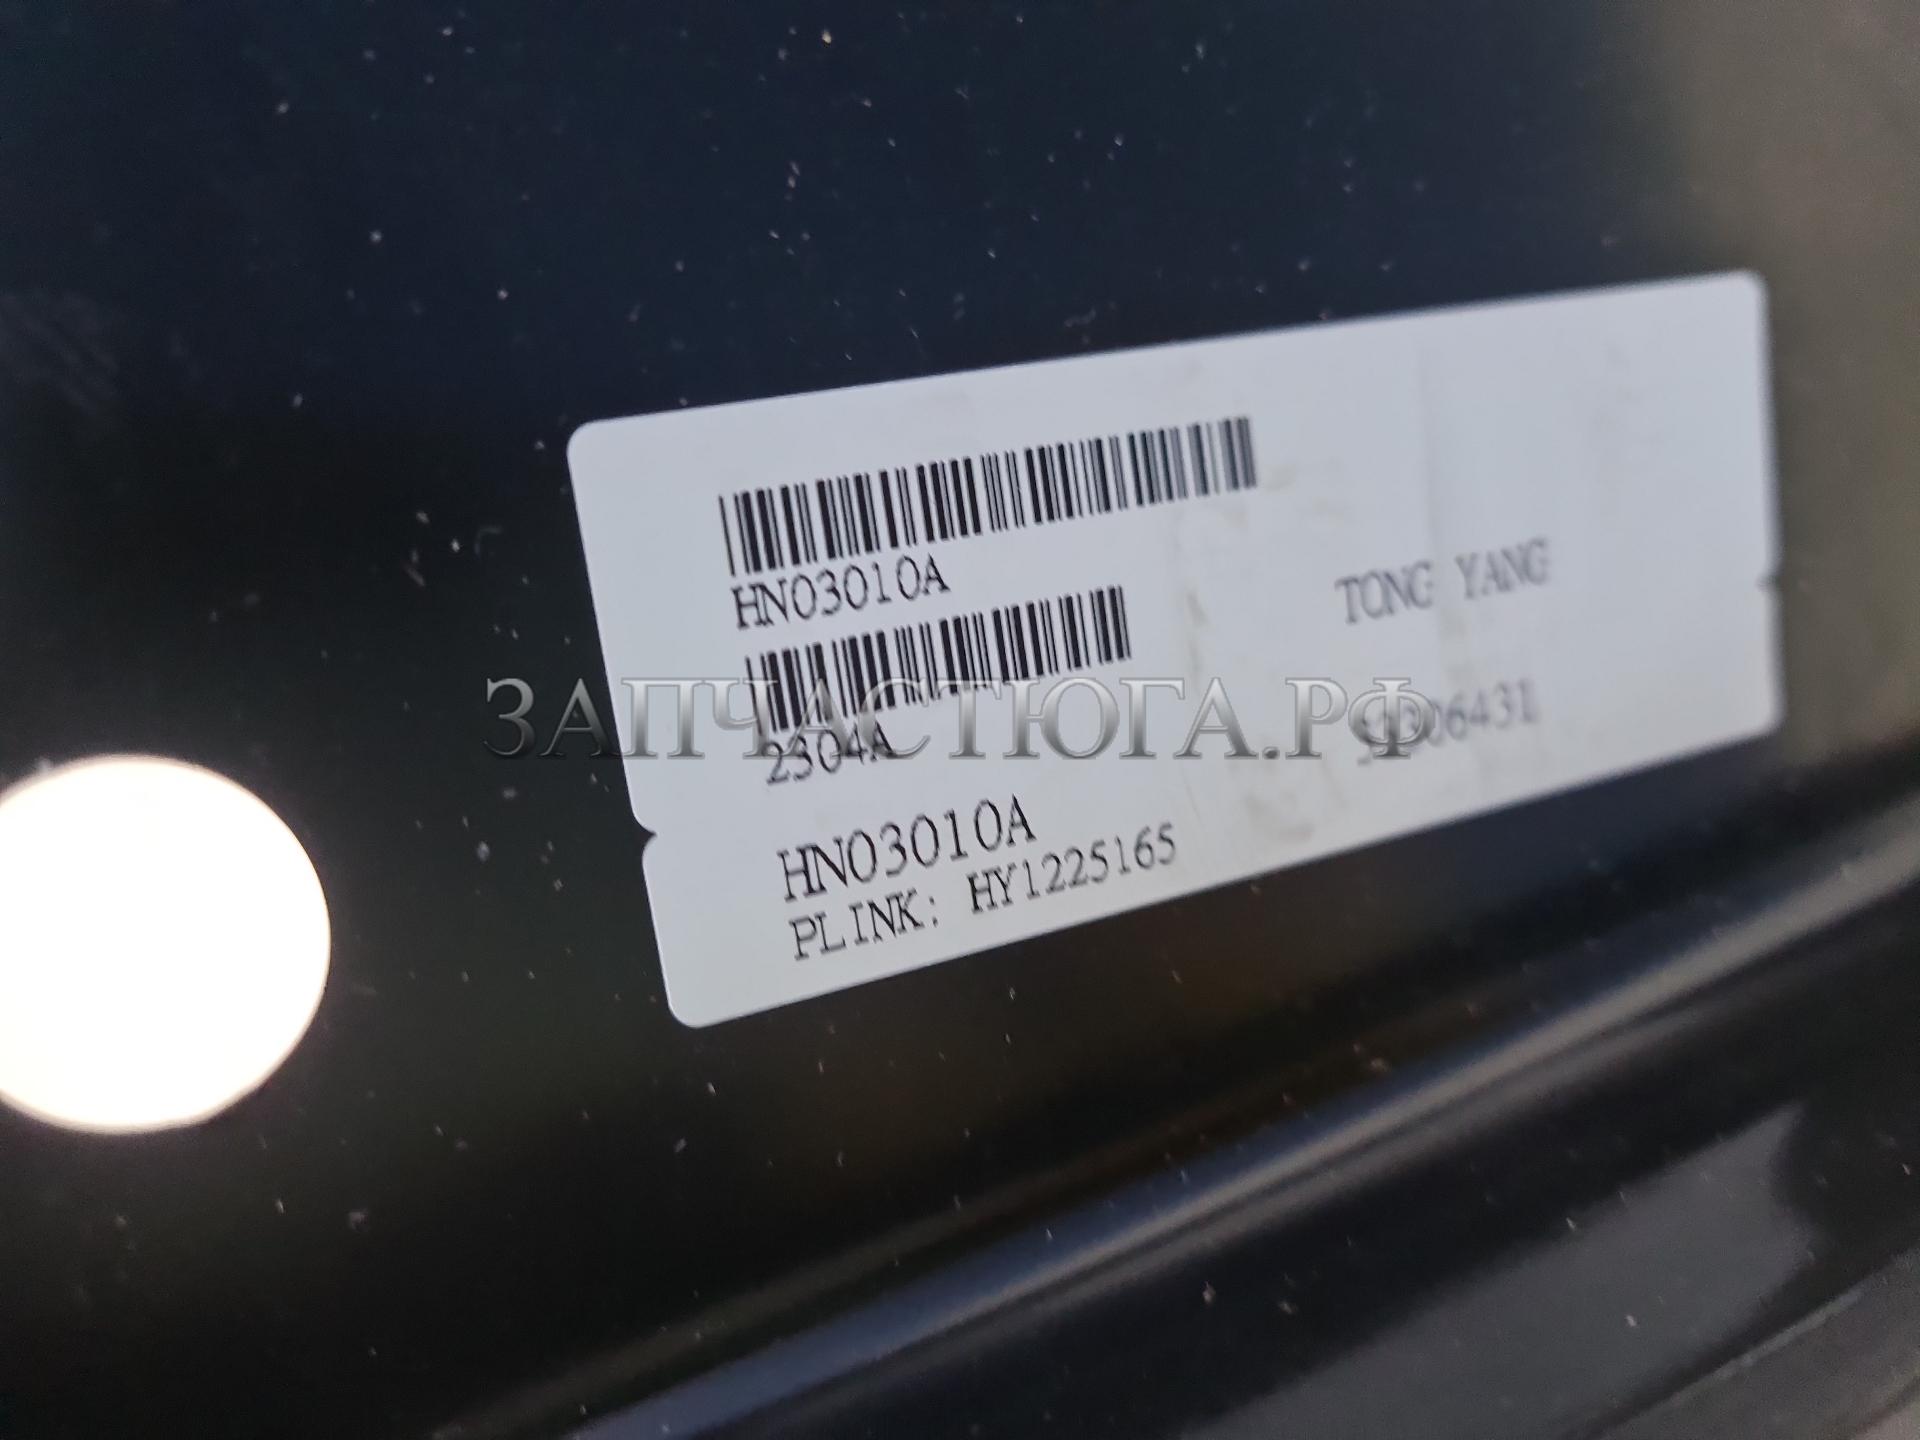 HN03010A
TONG YANG
2304A
ЗАПЧАСТЮГА.РФ
HN03010A
PLINK: HY1225165